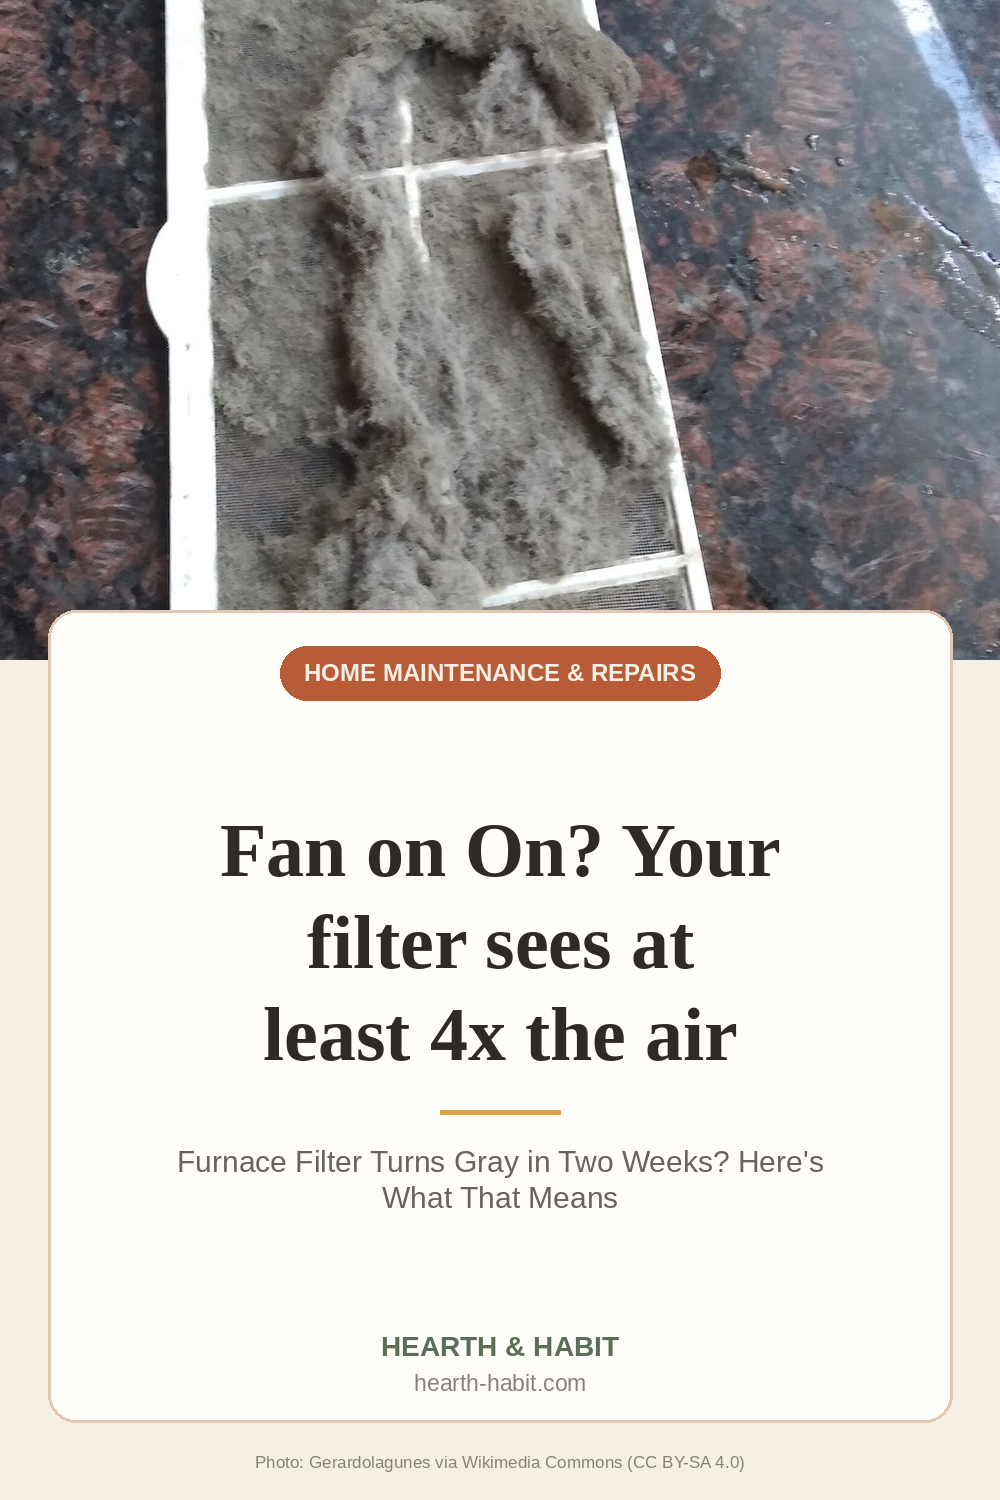 HOME MAINTENANCE & REPAIRS
Fan on On? Your
filter sees at
least 4x the air
Furnace Filter Turns Gray in Two Weeks? Here's
What That Means
HEARTH & HABIT
hearth-habit.com
Photo: Gerardolagunes via Wikimedia Commons (CC BY-SA 4.0)